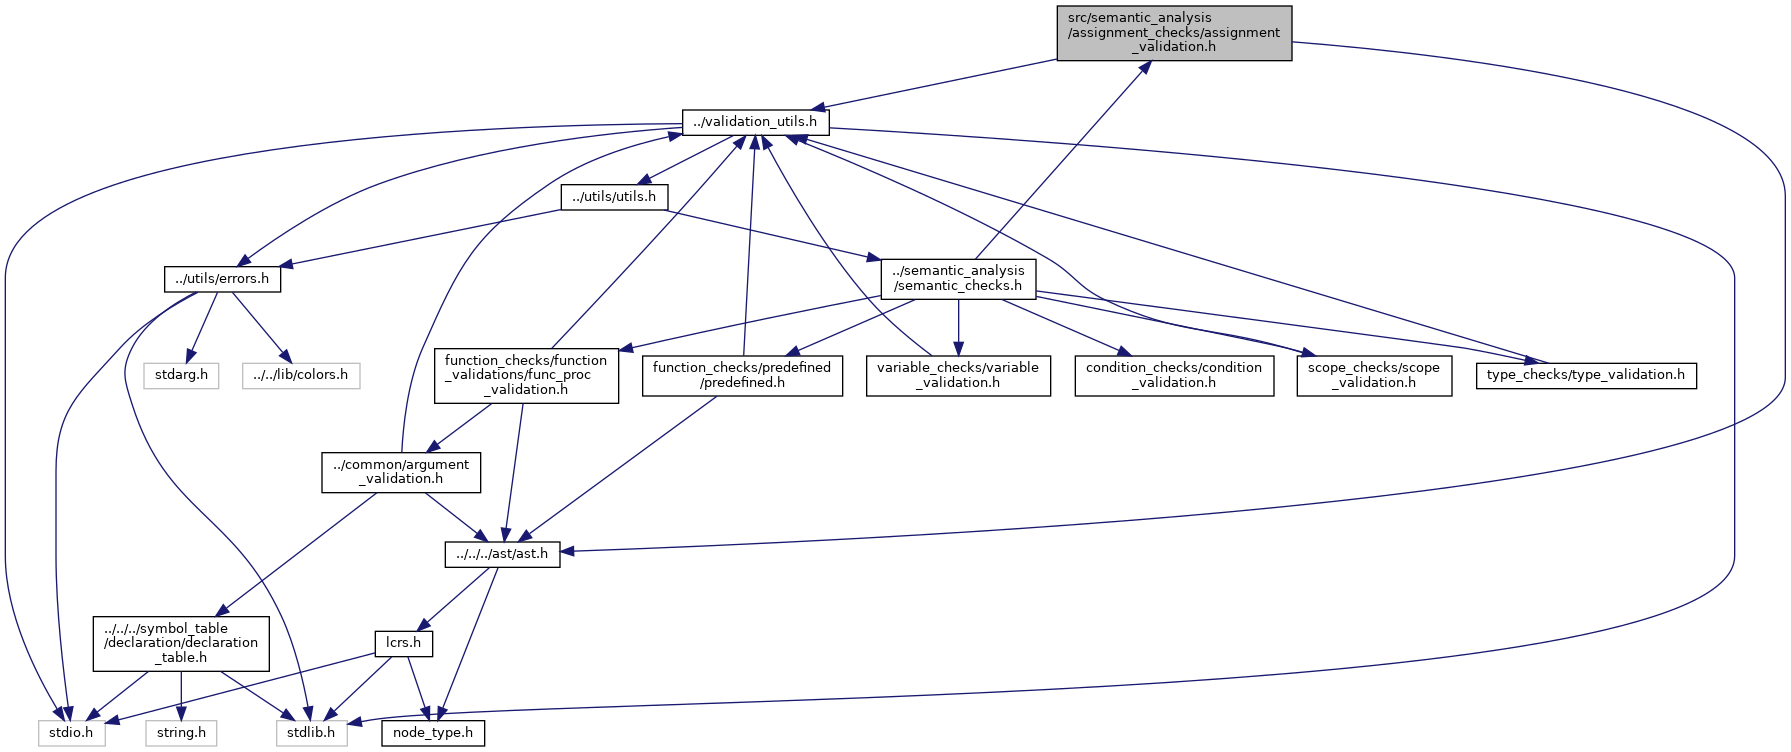 src/semantic_analysis
/assignment_checks/assignment
_validation.h
../validation_utils.h
../utils/utils.h
../utils/errors.h
../semantic_analysis
/semantic_checks.h
stdarg.h
../../lib/colors.h
function_checks/function
_validations/func_proc
_validation.h
function_checks/predefined
/predefined.h
variable_checks/variable
_validation.h
condition_checks/condition
_validation.h
scope_checks/scope
_validation.h
type_checks/type_validation.h
../common/argument
_validation.h
../../../ast/ast.h
../../../symbol_table
/declaration/declaration
_table.h
lcrs.h
stdio.h
string.h
stdlib.h
node_type.h